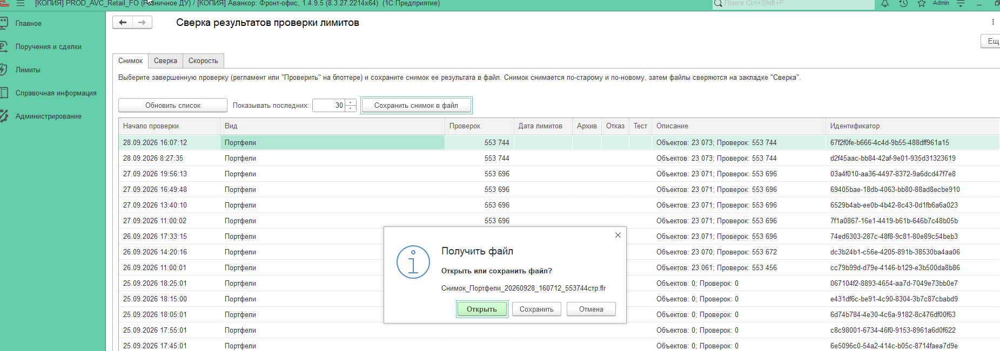 [КОПИЯ] PROD_AVC_Retail_FO (Розничное ДУ) / [КОПИЯ] Аванкор: Фронт-офис, 1.4.9.5 (8.3.27.2214x64) (1С:Предприятие)
Поиск Ctrl+Shift+F
Admin
Главное
Поручения и сделки
Лимиты
Справочная информация
Администрирование
Сверка результатов проверки лимитов
Снимок Сверка Скорость
Выберите завершенную проверку (регламент или "Проверить" на блоттере) и сохраните снимок ее результата в файл. Снимок снимается по-старому и по-новому, затем файлы сверяются на закладке "Сверка".
Обновить список Показывать последних: 30 Сохранить снимок в файл
Начало проверки Вид Проверок Дата лимитов Архив Отказ Тест Описание Идентификатор
28.09.2026 16:07:12 Портфели 553 744 Объектов: 23 073; Проверок: 553 744 67f2f0fe-b666-4c4d-9b55-488dff961a15
28.09.2026 8:27:35 Портфели 553 744 Объектов: 23 073; Проверок: 553 744 d2f45aac-bb84-42af-9e01-935d31323619
27.09.2026 19:56:13 Портфели 553 696 Объектов: 23 071; Проверок: 553 696 03a4f010-aa36-4497-8372-9a6dcd47f7e8
27.09.2026 16:49:48 Портфели 553 696 Объектов: 23 071; Проверок: 553 696 69405bae-18db-4063-bb80-88ad8ecbe910
27.09.2026 13:40:10 Портфели 553 696 Объектов: 23 071; Проверок: 553 696 6529b4ab-ee0b-4b42-8c43-0d1fb6a6a023
27.09.2026 11:00:02 Портфели 553 696 Объектов: 23 071; Проверок: 553 696 7f1a0867-16e1-4419-b61b-646b7c48b05b
26.09.2026 17:33:15 Портфели Объектов: 23 071; Проверок: 553 696 74ed6303-287c-48f8-9c81-80e89c54beb3
26.09.2026 14:20:16 Портфели Объектов: 23 070; Проверок: 553 672 dc3b24b1-c56e-4205-891b-38530ba4aa06
26.09.2026 11:00:01 Портфели Объектов: 23 061; Проверок: 553 456 cc79b99d-d79e-4146-b129-e3b500da8b86
25.09.2026 18:25:01 Портфели Объектов: 0; Проверок: 0 067104f2-8893-4654-aa7d-7049e73bb0e7
25.09.2026 18:15:00 Портфели Объектов: 0; Проверок: 0 e431df6c-be91-4c90-8304-3b7c87cbabd9
25.09.2026 18:05:01 Портфели Объектов: 0; Проверок: 0 6d74b784-4e30-4c6a-9182-8c476df00f63
25.09.2026 17:55:01 Портфели Объектов: 0; Проверок: 0 c8c98001-6734-46f0-9153-8961a6d0f622
25.09.2026 17:45:01 Портфели Объектов: 0; Проверок: 0 6e5096c0-54a2-414c-b05c-8714faea7d9e
Получить файл
Открыть или сохранить файл?
Снимок_Портфели_20260928_160712_553744стр.flr
Открыть Сохранить Отмена